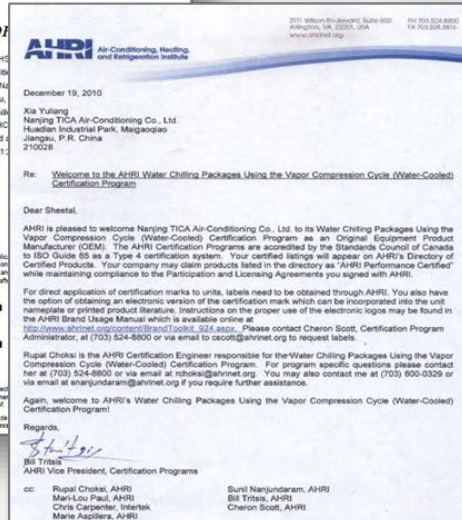 2111 Wilson Boulevard, Suite 500
Arlington, VA 22201, USA
www.ahrinet.org
PH 703.524.8800
AHRI Air-Conditioning, Heating,
and Refrigeration Institute
December 19, 2010
Xia Yuliang
Nanjing TICA Air-Conditioning Co., Ltd.
Huadian Industrial Park, Maigaoqiao
Jiangsu, P.R. China
210028
Re: Welcome to the AHRI Water Chilling Packages Using the Vapor Compression Cycle (Water-Cooled)
Certification Program
Dear Sheetal,
AHRI is pleased to welcome Nanjing TICA Air-Conditioning Co., Ltd. to its Water Chilling Packages Using the
Vapor Compression Cycle (Water-Cooled) Certification Program as an Original Equipment Product
Manufacturer (OEM). The AHRI Certification Programs are accredited by the Standards Council of Canada
to ISO Guide 65 as a Type 4 certification system. Your certified listings will appear on AHRI's Directory of
Certified Products. Your company may claim products listed in the directory as "AHRI Performance Certified"
while maintaining compliance to the Participation and Licensing Agreements you signed with AHRI.
For direct application of certification marks to units, labels need to be obtained through AHRI. You also have
the option of obtaining an electronic version of the certification mark which can be incorporated into the unit
nameplate or printed product literature. Instructions on the proper use of the electronic logos may be found in
the AHRI Brand Usage Manual which is available online at
http://www.ahrinet.org/content/BrandToolkit_924.aspx. Please contact Cheron Scott, Certification Program
Administrator, at (703) 524-8800 or via email to cscott@ahrinet.org to request labels.
Rupal Choksi is the AHRI Certification Engineer responsible for the Water Chilling Packages Using the Vapor
Compression Cycle (Water-Cooled) Certification Program. For program specific questions please contact
her at (703) 524-8800 or via email at rchoksi@ahrinet.org. You may also contact me at (703) 600-0329 or
via email at snanjundaram@ahrinet.org if you require further assistance.
Again, welcome to AHRI's Water Chilling Packages Using the Vapor Compression Cycle (Water-Cooled)
Certification Program!
Regards,
Bill Tritsis
AHRI Vice President, Certification Programs
cc: Rupal Choksi, AHRI
Mari-Lou Paul, AHRI
Chris Carpenter, Intertek
Marie Aspillera, AHRI
Sunil Nanjundaram, AHRI
Bill Tritsis, AHRI
Cheron Scott, AHRI